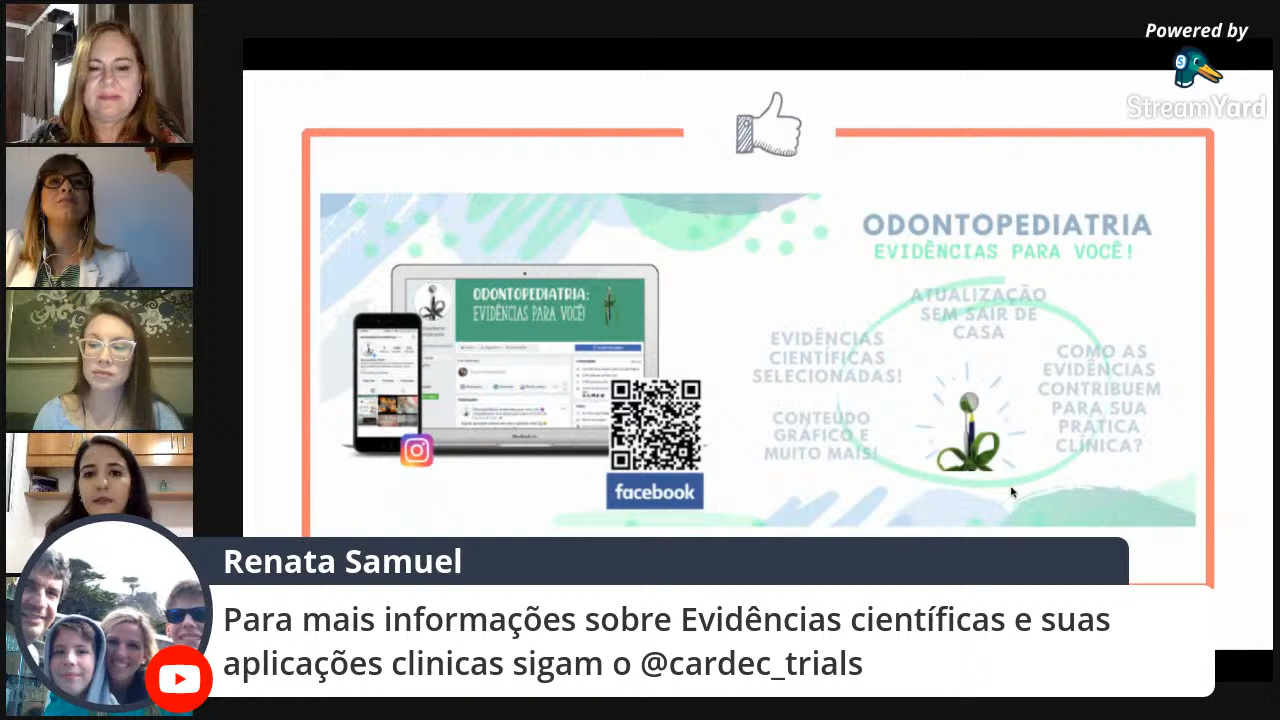 Powered by
StreamYard
ODONTOPEDIATRIA
EVIDÊNCIAS PARA VOCÊ!
ODONTOPEDIATRIA:
EVIDÊNCIAS PARA VOCÊ!
ATUALIZAÇÃO
SEM SAIR DE
CASA
EVIDÊNCIAS
CIENTÍFICAS
SELECIONADAS!
COMO AS
EVIDÊNCIAS
CONTRIBUEM
PARA SUA
PRATICA
CLÍNICA?
CONTEÚDO
GRÁFICO E
MUITO MAIS!
facebook
Renata Samuel
Para mais informações sobre Evidências científicas e suas
aplicações clinicas sigam o @cardec_trials